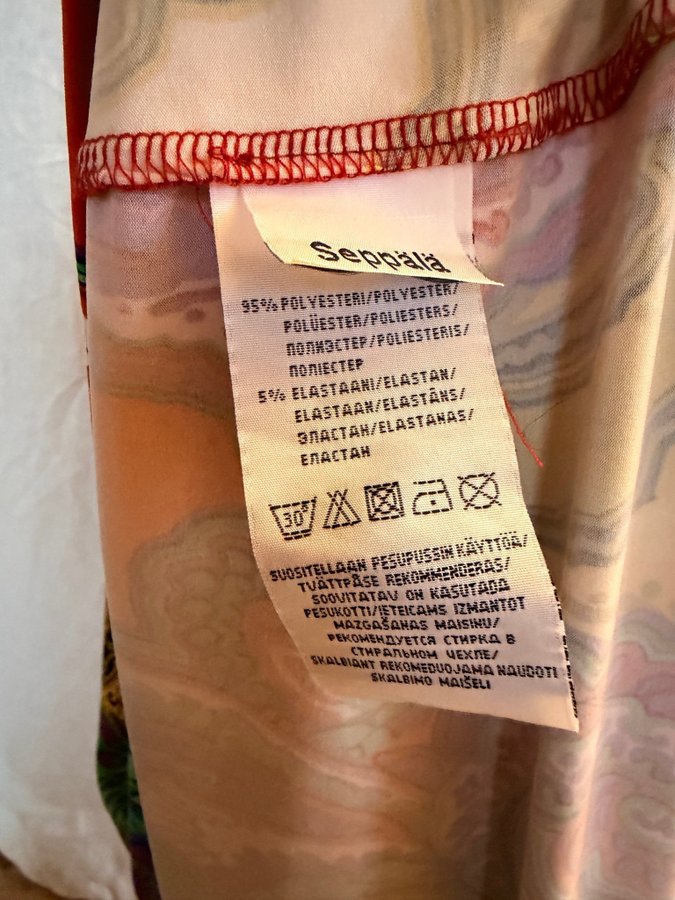 Seppälä
95% POLYESTERI/POLYESTER/
POLÜESTER/POLIESTERS/
ПОЛИЭСТЕР/POLIESTERIS/
ПОЛІЕСТЕР
5% ELASTAANI/ELASTAN/
ELASTAAN/ELASTĀNS/
ЭЛАСТАН/ELASTANAS/
ЕЛАСТАН
30°
SUOSITELLAAN PESUPUSSIN KÄYTTÖÄ/
TVÄTTPÅSE REKOMMENDERAS/
SOOVITATAV ON KASUTADA
PESUKOTTI/IETEICAMS IZMANTOT
MAZGAŠANAS MAISIŅU/
РЕКОМЕНДУЕТСЯ СТИРКА В
СТИРАЛЬНОМ ЧЕХЛЕ/
SKALBIANT REKOMEDUOJAMA NAUDOTI
SKALBIMO MAIŠELI